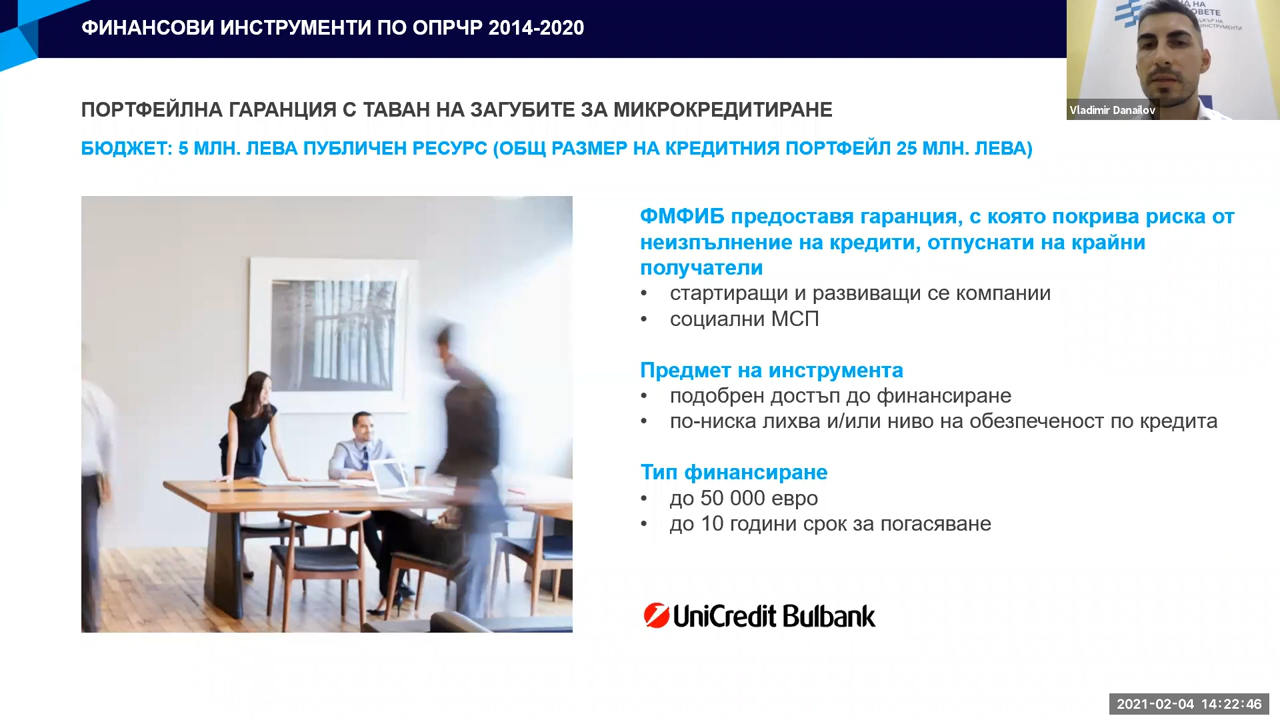 ФИНАНСОВИ ИНСТРУМЕНТИ ПО ОПРЧР 2014-2020
Vladimir Danailov
ПОРТФЕЙЛНА ГАРАНЦИЯ С ТАВАН НА ЗАГУБИТЕ ЗА МИКРОКРЕДИТИРАНЕ
БЮДЖЕТ: 5 МЛН. ЛЕВА ПУБЛИЧЕН РЕСУРС (ОБЩ РАЗМЕР НА КРЕДИТНИЯ ПОРТФЕЙЛ 25 МЛН. ЛЕВА)
ФМФИБ предоставя гаранция, с която покрива риска от
неизпълнение на кредити, отпуснати на крайни
получатели
• стартиращи и развиващи се компании
• социални МСП
Предмет на инструмента
• подобрен достъп до финансиране
• по-ниска лихва и/или ниво на обезпеченост по кредита
Тип финансиране
• до 50 000 евро
• до 10 години срок за погасяване
UniCredit Bulbank
2021-02-04 14:22:46